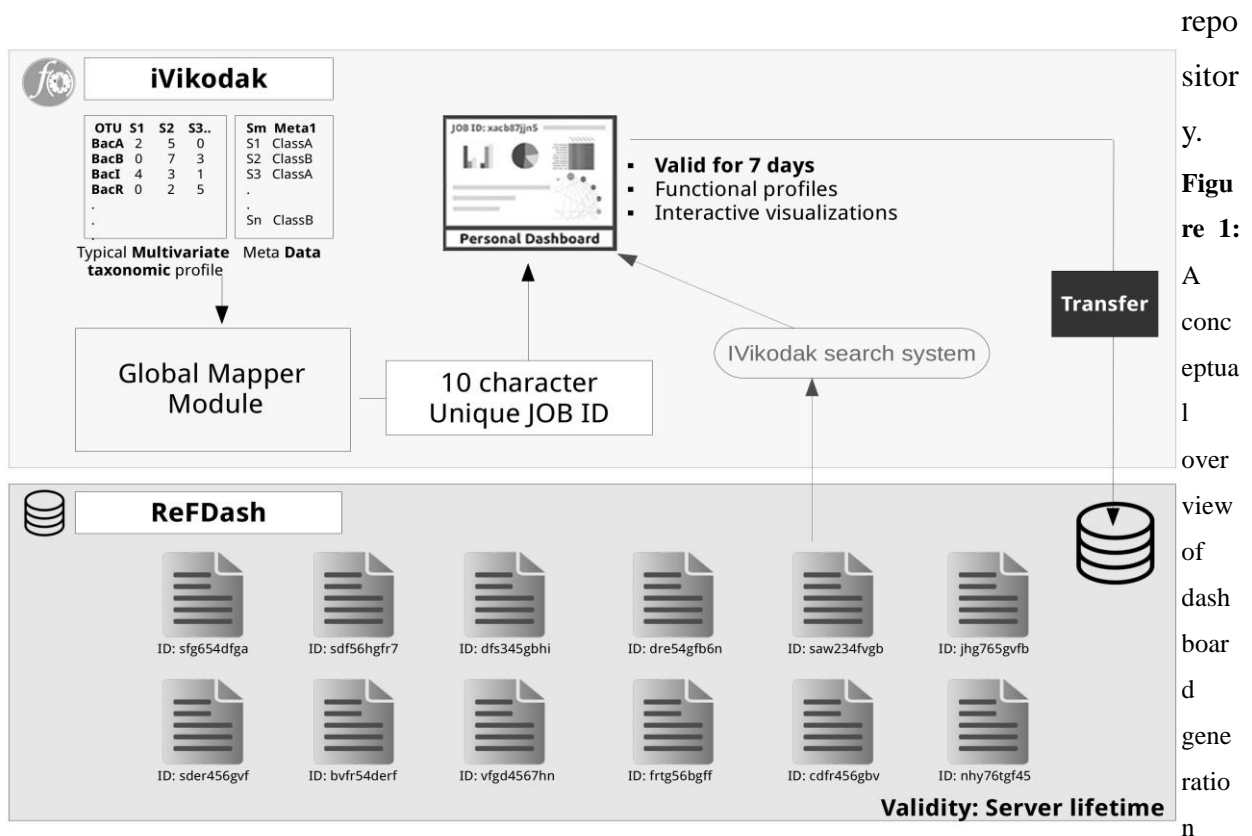 repo
sitor
y.
Figu
re 1:
A
conc
eptua
l
over
view
of
dash
boar
d
gene
ratio
n
iVikodak
OTU S1 S2 S3..
BacA 2 5 0
BacB 0 7 3
BacI 4 3 1
BacR 0 2 5
.
.
.
Typical Multivariate
taxonomic profile
Sm Meta1
S1 ClassA
S2 ClassB
S3 ClassA
.
.
Sn ClassB
Meta Data
Global Mapper
Module
10 character
Unique JOB ID
JOB ID: xacb87jjn5
Personal Dashboard
▪ Valid for 7 days
▪ Functional profiles
▪ Interactive visualizations
IVikodak search system
Transfer
ReFDash
ID: sfg654dfga
ID: sdf56hgfr7
ID: dfs345gbhi
ID: dre54gfb6n
ID: saw234fvgb
ID: jhg765gvfb
ID: sder456gvf
ID: bvfr54derf
ID: vfgd4567hn
ID: frtg56bgff
ID: cdfr456gbv
ID: nhy76tgf45
Validity: Server lifetime